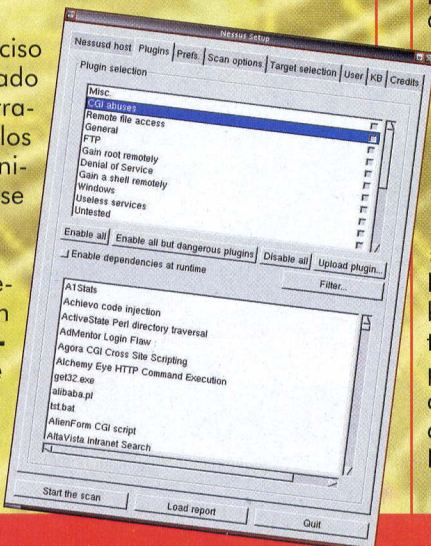 ciso
ado
rra-
los
ni-
se
e-
n
-
e
Nessus Setup
Nessusd host Plugins Prefs. Scan options Target selection User KB Credits
Plugin selection
Misc.
CGI abuses
Remote file access
General
FTP
Gain root remotely
Denial of Service
Gain a shell remotely
Windows
Useless services
Untested
Enable all Enable all but dangerous plugins Disable all Upload plugin...
Enable dependencies at runtime
Filter...
A1Stats
Achievo code injection
ActiveState Perl directory traversal
AdMentor Login Flaw
Agora CGI Cross Site Scripting
Alchemy Eye HTTP Command Execution
get32.exe
alibaba.pl
tst.bat
AlienForm CGI script
AltaVista Intranet Search
Start the scan Load report Quit